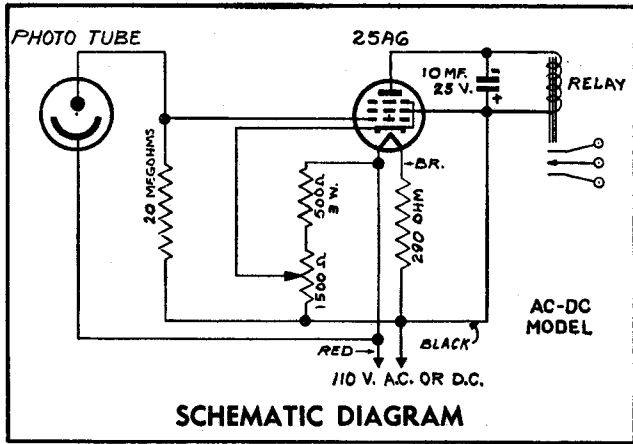 PHOTO TUBE
25A6
10 MF.
25 V.
-
+
RELAY
20 MEGOHMS
500Ω
3 W.
BR.
290 OHM
1500 Ω
AC-DC
MODEL
RED
BLACK
110 V. A.C. OR D.C.
SCHEMATIC DIAGRAM